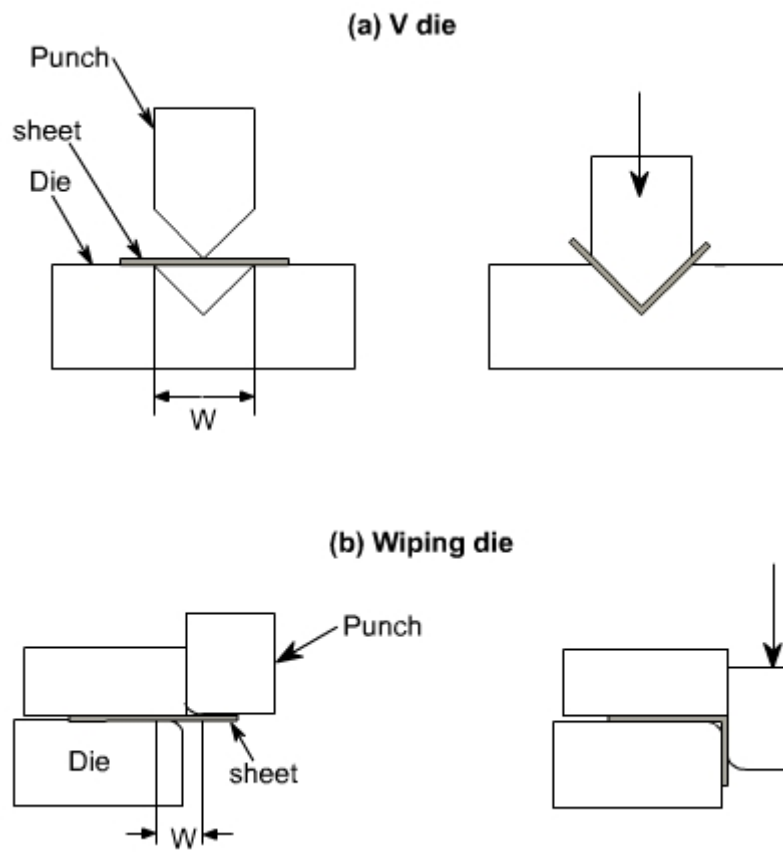 (a) V die
Punch
sheet
Die
W
(b) Wiping die
Punch
Die
sheet
W